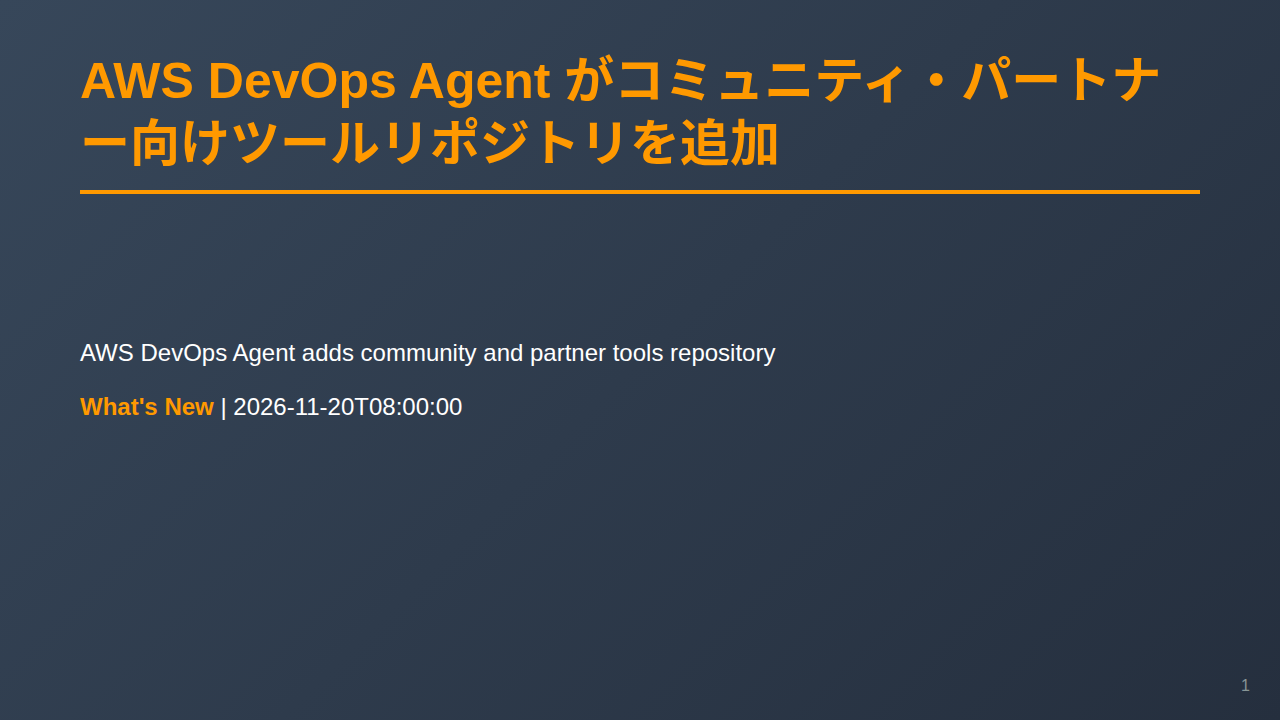 AWS DevOps Agent がコミュニティ・パートナ
ー向けツールリポジトリを追加
AWS DevOps Agent adds community and partner tools repository
What's New | 2026-11-20T08:00:00
1